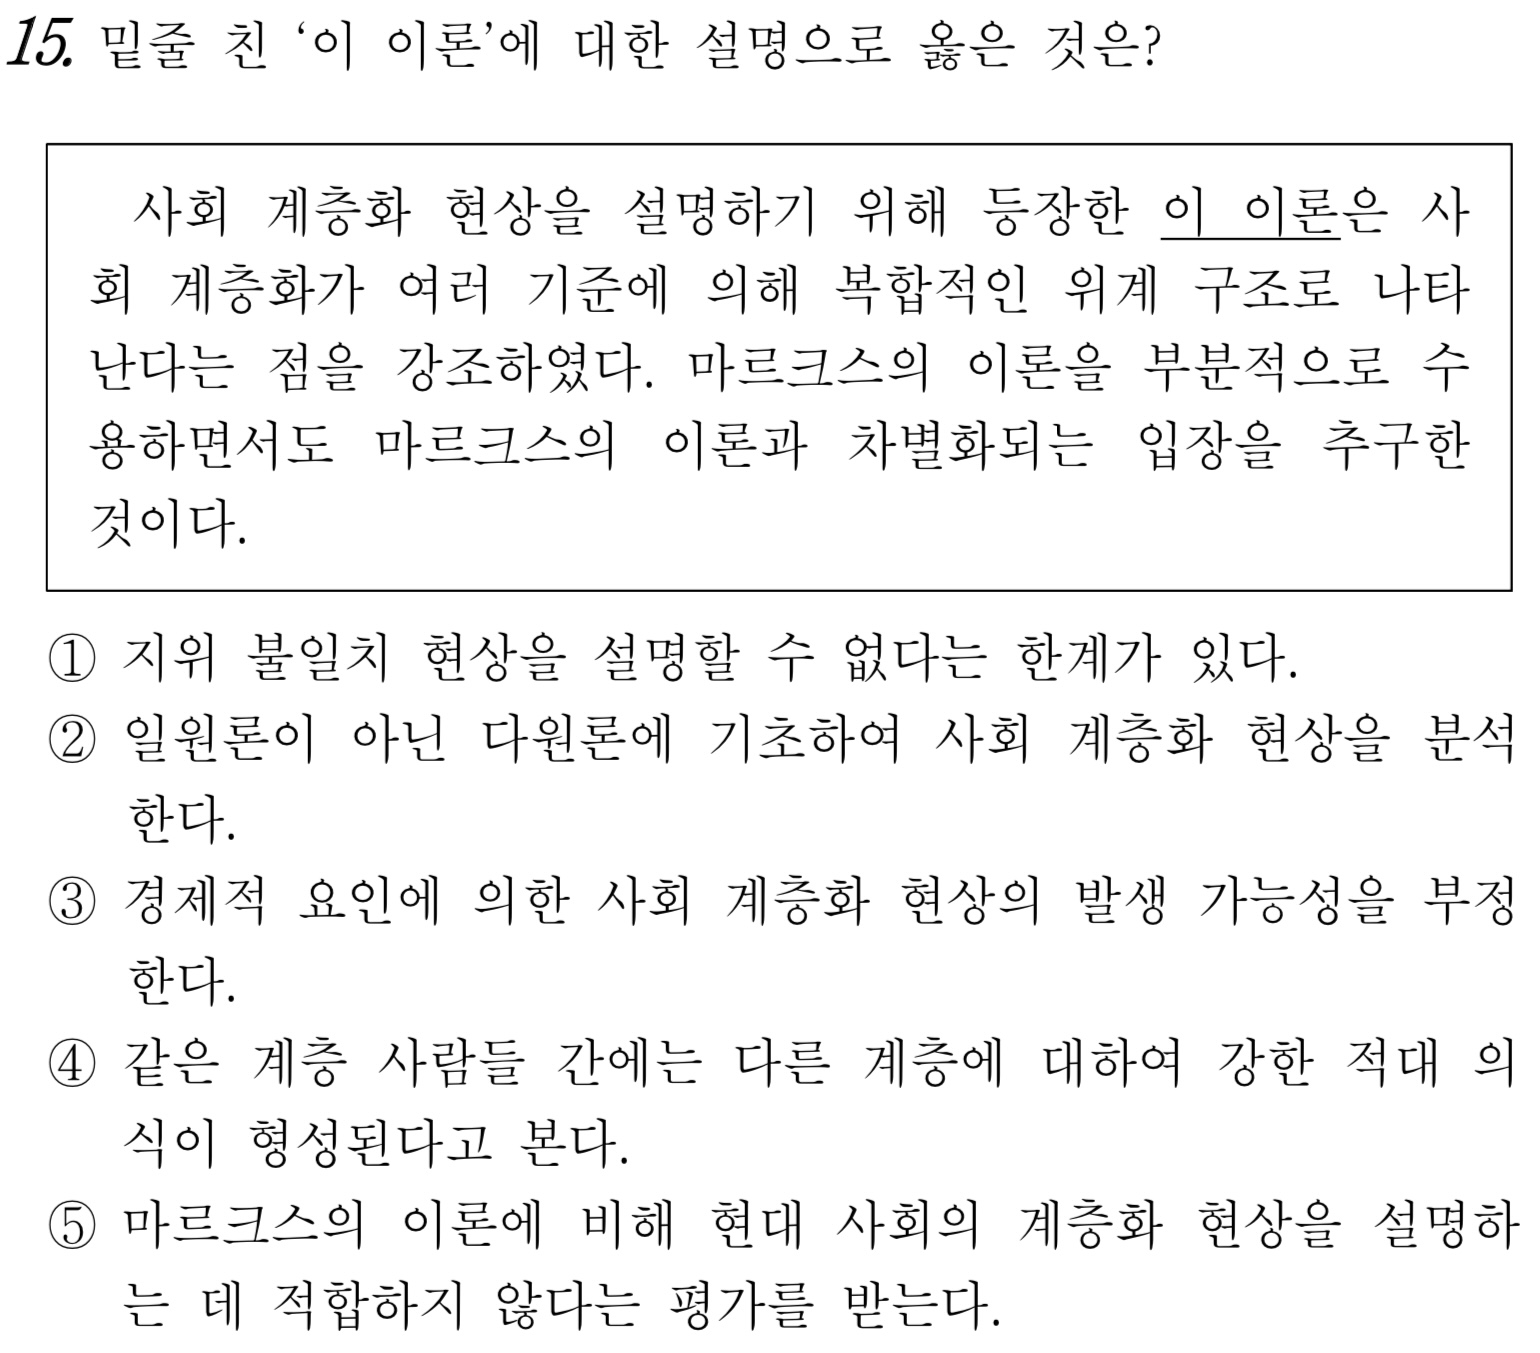 15. 밑줄 친 ‘이 이론’에 대한 설명으로 옳은 것은?
사회 계층화 현상을 설명하기 위해 등장한 이 이론은 사
회 계층화가 여러 기준에 의해 복합적인 위계 구조로 나타
난다는 점을 강조하였다. 마르크스의 이론을 부분적으로 수
용하면서도 마르크스의 이론과 차별화되는 입장을 추구한
것이다.
① 지위 불일치 현상을 설명할 수 없다는 한계가 있다.
② 일원론이 아닌 다원론에 기초하여 사회 계층화 현상을 분석
한다.
③ 경제적 요인에 의한 사회 계층화 현상의 발생 가능성을 부정
한다.
④ 같은 계층 사람들 간에는 다른 계층에 대하여 강한 적대 의
식이 형성된다고 본다.
⑤ 마르크스의 이론에 비해 현대 사회의 계층화 현상을 설명하
는 데 적합하지 않다는 평가를 받는다.